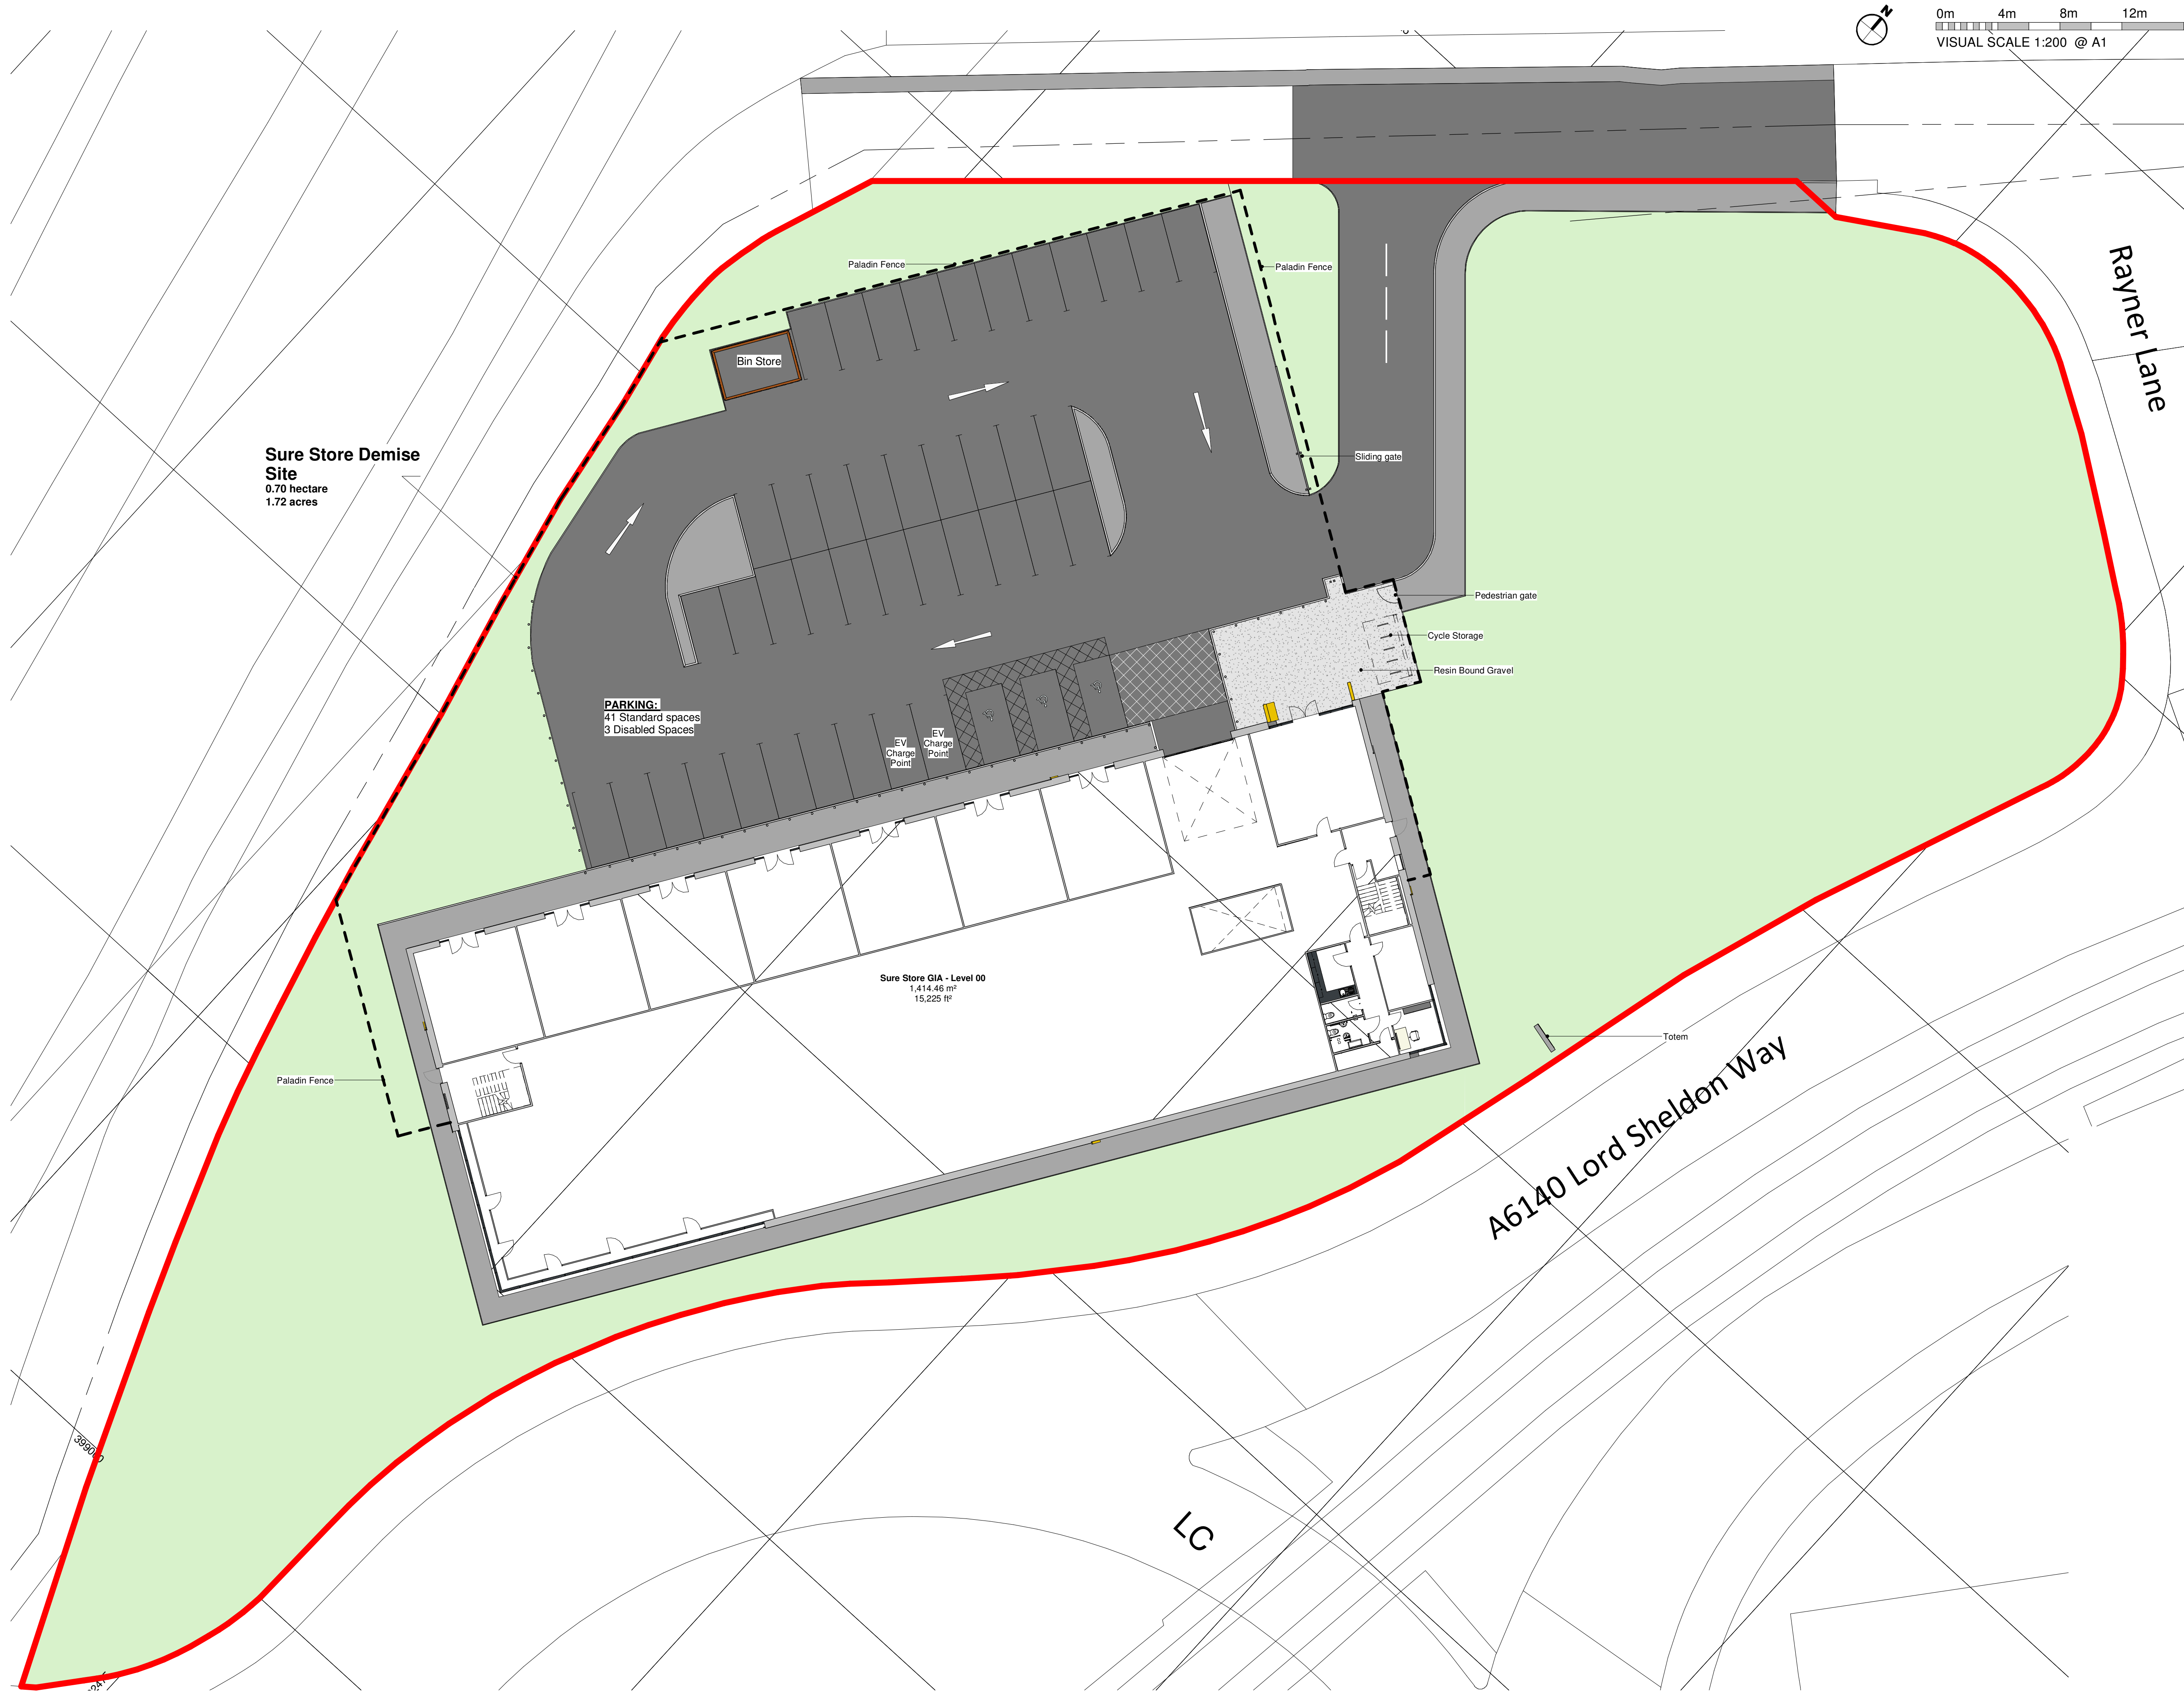 N
0m 4m 8m 12m
VISUAL SCALE 1:200 @ A1
Rayner Lane
Paladin Fence
Paladin Fence
Bin Store
Sliding gate
Sure Store Demise
Site
0.70 hectare
1.72 acres
Pedestrian gate
Cycle Storage
Resin Bound Gravel
PARKING:
41 Standard spaces
3 Disabled Spaces
EV
Charge
Point
EV
Charge
Point
Sure Store GIA - Level 00
1,414.46 m²
15,225 ft²
Totem
Paladin Fence
A6140 Lord Sheldon Way
LC